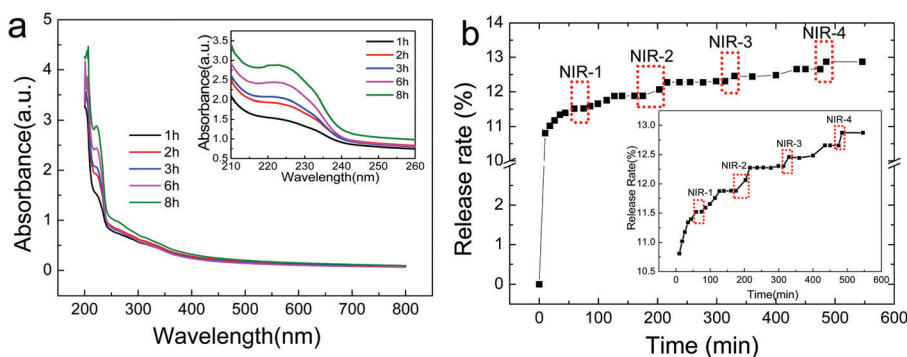 a
Absorbance(a.u.)
5
4
3
2
1
0
200 300 400 500 600 700 800
Wavelength(nm)
1h
2h
3h
6h
8h
Absorbance(a.u.)
3.5
3.0
2.5
2.0
1.5
1.0
0.5
210 220 230 240 250 260
Wavelength(nm)
1h
2h
3h
6h
8h
b
Release rate (%)
14
13
12
11
2
1
0
0 100 200 300 400 500 600
Time (min)
NIR-1
NIR-2
NIR-3
NIR-4
Release Rate(%)
13.0
12.5
12.0
11.5
11.0
10.5
0 100 200 300 400 500 600
Time(min)
NIR-1
NIR-2
NIR-3
NIR-4